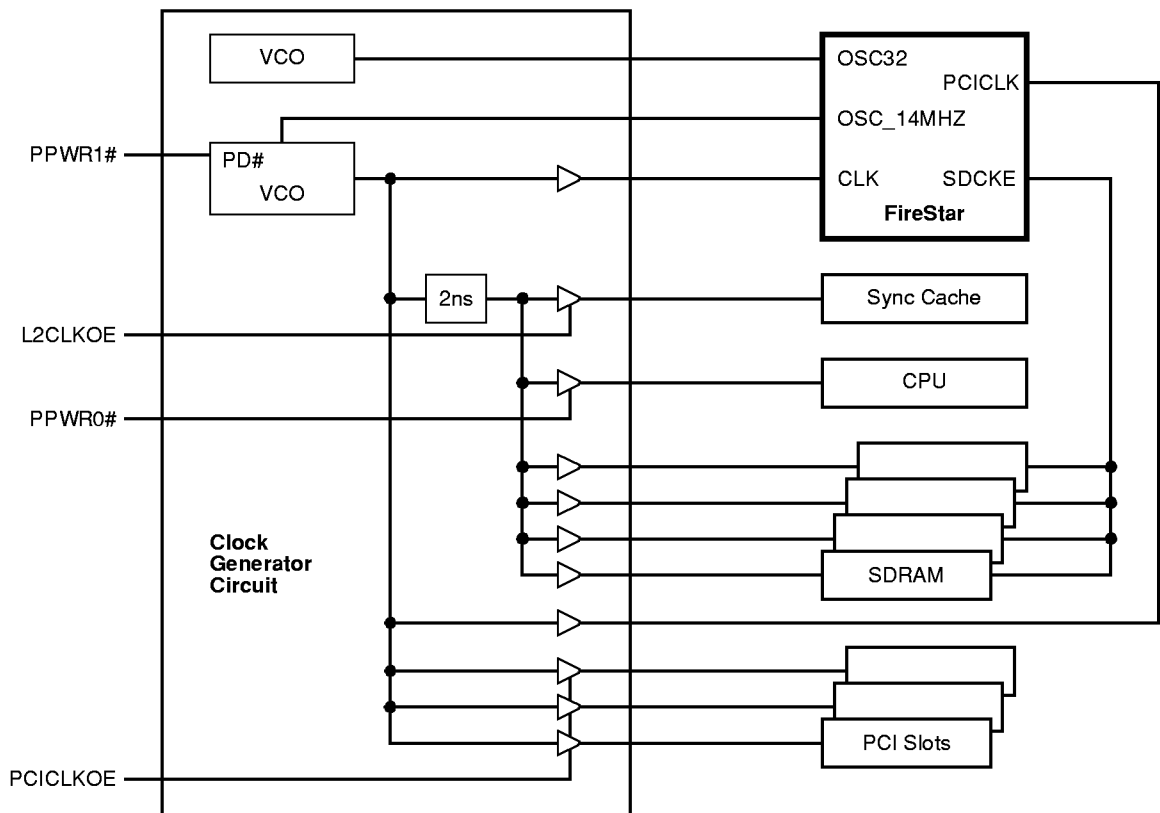 VCO
OSC32
PCICLK
OSC_14MHZ
PPWR1#
PD#
VCO
CLK
SDCKE
FireStar
2ns
Sync Cache
L2CLKOE
CPU
PPWR0#
Clock
Generator
Circuit
SDRAM
PCI Slots
PCICLKOE